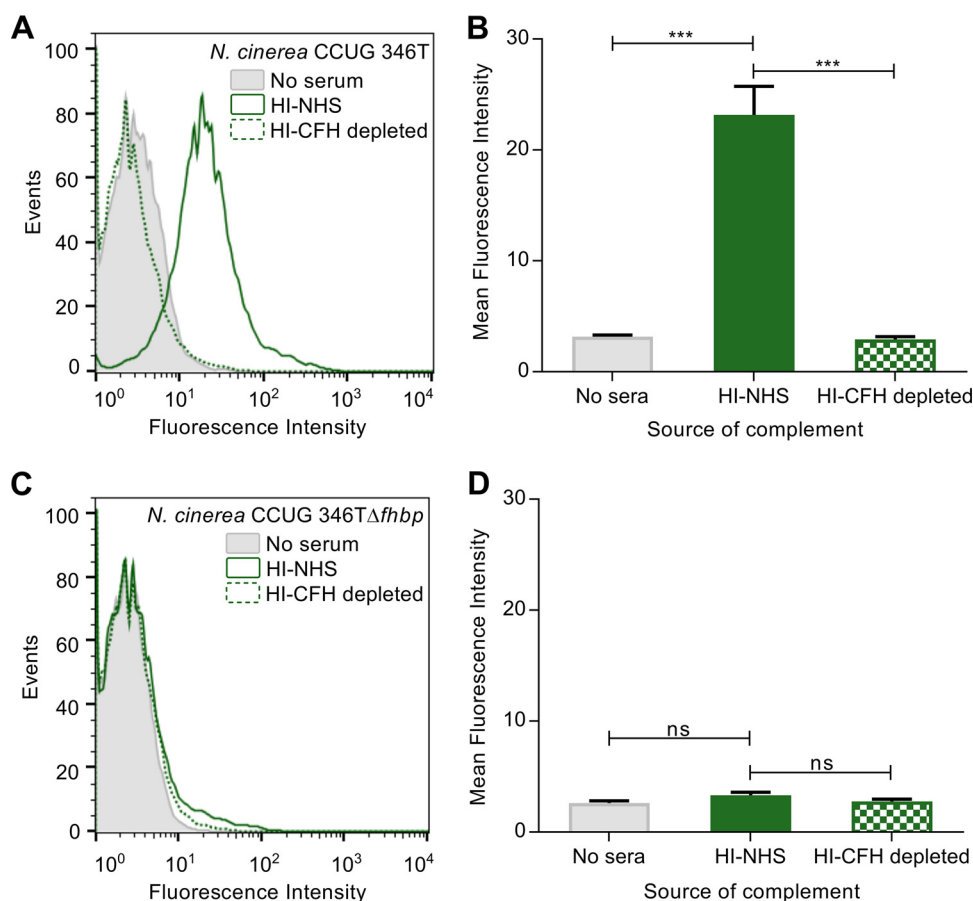 A
N. cinerea CCUG 346T
No serum
HI-NHS
HI-CFH depleted
100
80
60
40
20
0
Events
10^0 10^1 10^2 10^3 10^4
Fluorescence Intensity
B
30
20
10
0
Mean Fluorescence Intensity
***
***
No sera HI-NHS HI-CFH depleted
Source of complement
C
N. cinerea CCUG 346TΔfhbp
No serum
HI-NHS
HI-CFH depleted
100
80
60
40
20
0
Events
10^0 10^1 10^2 10^3 10^4
Fluorescence Intensity
D
30
20
10
0
Mean Fluorescence Intensity
ns
ns
No sera HI-NHS HI-CFH depleted
Source of complement